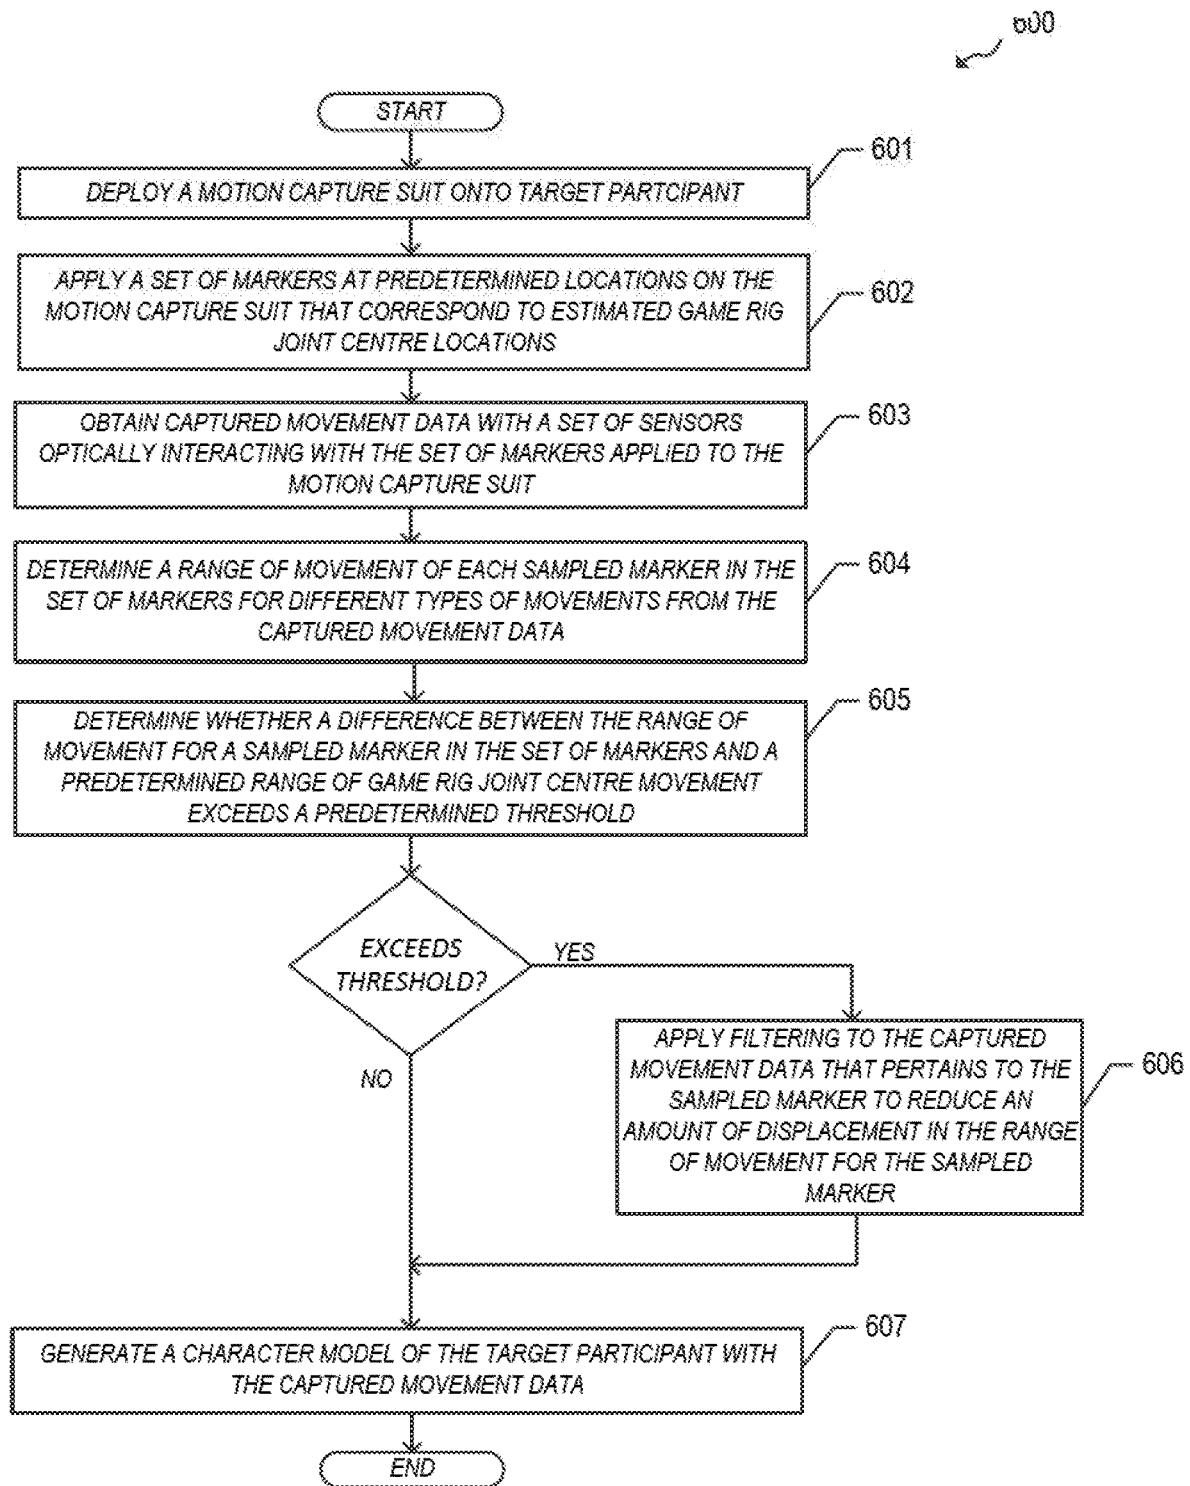 600
START
601
DEPLOY A MOTION CAPTURE SUIT ONTO TARGET PARTCIPANT
APPLY A SET OF MARKERS AT PREDETERMINED LOCATIONS ON THE
MOTION CAPTURE SUIT THAT CORRESPOND TO ESTIMATED GAME RIG
JOINT CENTRE LOCATIONS
602
OBTAIN CAPTURED MOVEMENT DATA WITH A SET OF SENSORS
OPTICALLY INTERACTING WITH THE SET OF MARKERS APPLIED TO THE
MOTION CAPTURE SUIT
603
DETERMINE A RANGE OF MOVEMENT OF EACH SAMPLED MARKER IN THE
SET OF MARKERS FOR DIFFERENT TYPES OF MOVEMENTS FROM THE
CAPTURED MOVEMENT DATA
604
DETERMINE WHETHER A DIFFERENCE BETWEEN THE RANGE OF
MOVEMENT FOR A SAMPLED MARKER IN THE SET OF MARKERS AND A
PREDETERMINED RANGE OF GAME RIG JOINT CENTRE MOVEMENT
EXCEEDS A PREDETERMINED THRESHOLD
605
EXCEEDS
THRESHOLD?
YES
NO
APPLY FILTERING TO THE CAPTURED
MOVEMENT DATA THAT PERTAINS TO THE
SAMPLED MARKER TO REDUCE AN
AMOUNT OF DISPLACEMENT IN THE RANGE
OF MOVEMENT FOR THE SAMPLED
MARKER
606
GENERATE A CHARACTER MODEL OF THE TARGET PARTICIPANT WITH
THE CAPTURED MOVEMENT DATA
607
END